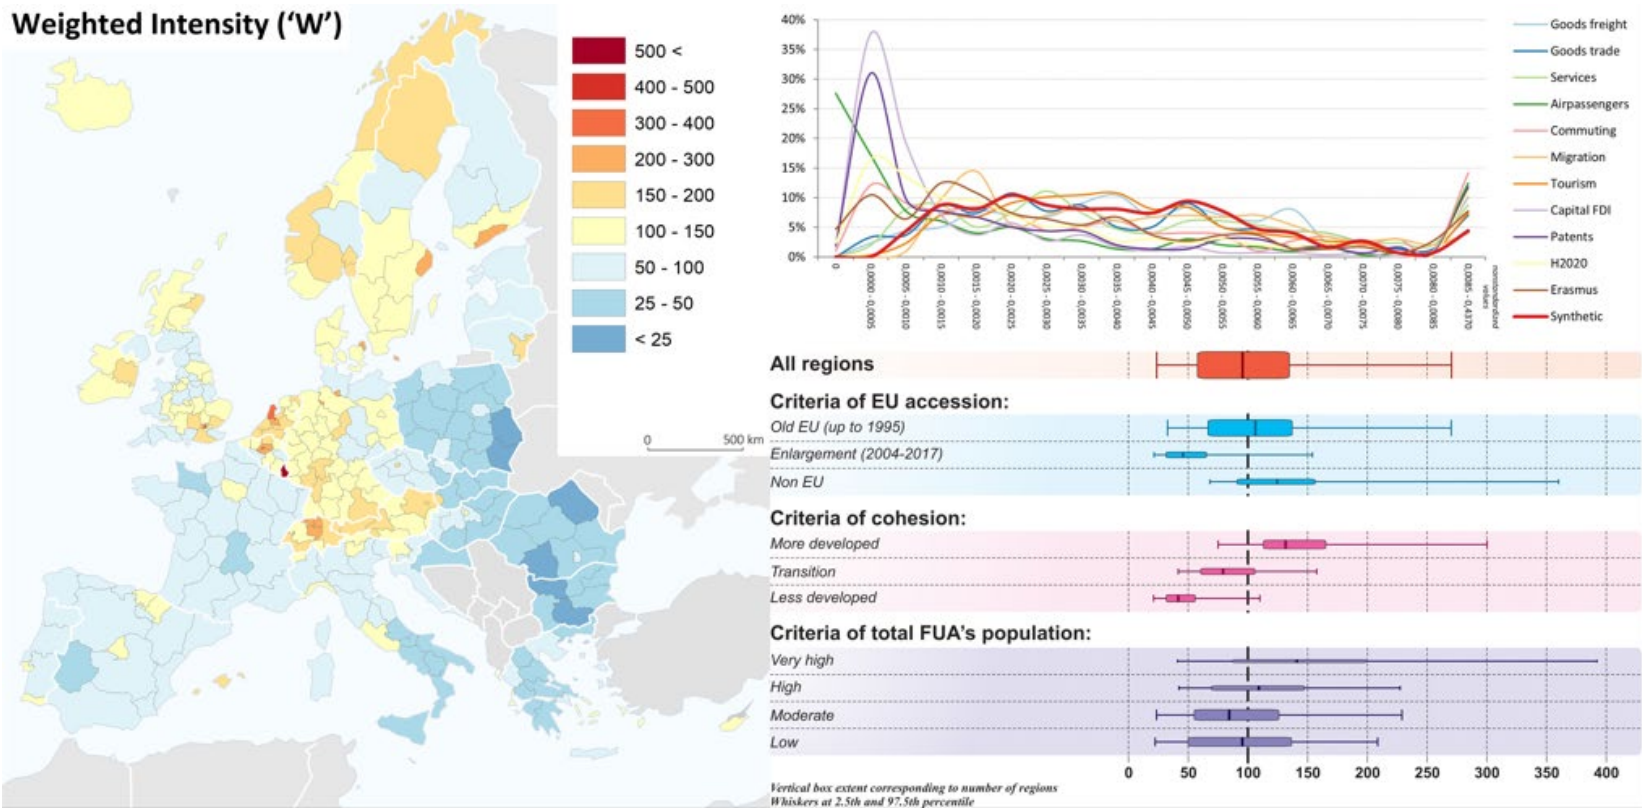 Weighted Intensity (‘W’)
500 <
400 - 500
300 - 400
200 - 300
150 - 200
100 - 150
50 - 100
25 - 50
< 25
0 500 km
40%
35%
30%
25%
20%
15%
10%
5%
0%
0
0,0000 - 0,0005
0,0005 - 0,0010
0,0010 - 0,0015
0,0015 - 0,0020
0,0020 - 0,0025
0,0025 - 0,0030
0,0030 - 0,0035
0,0035 - 0,0040
0,0040 - 0,0045
0,0045 - 0,0050
0,0050 - 0,0055
0,0055 - 0,0060
0,0060 - 0,0065
0,0065 - 0,0070
0,0070 - 0,0075
0,0075 - 0,0080
0,0080 - 0,0085
0,0085 - 0,4370
nonstandardized
values
Goods freight
Goods trade
Services
Airpassengers
Commuting
Migration
Tourism
Capital FDI
Patents
H2020
Erasmus
Synthetic
All regions
Criteria of EU accession:
Old EU (up to 1995)
Enlargement (2004-2017)
Non EU
Criteria of cohesion:
More developed
Transition
Less developed
Criteria of total FUA’s population:
Very high
High
Moderate
Low
0 50 100 150 200 250 300 350 400
Vertical box extent corresponding to number of regions
Whiskers at 2.5th and 97.5th percentile